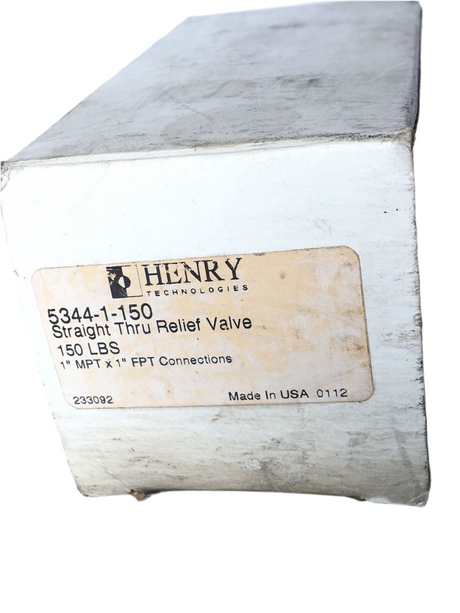 HENRY
TECHNOLOGIES
5344-1-150
Straight Thru Relief Valve
150 LBS
1" MPT x 1" FPT Connections
233092 Made In USA 0112